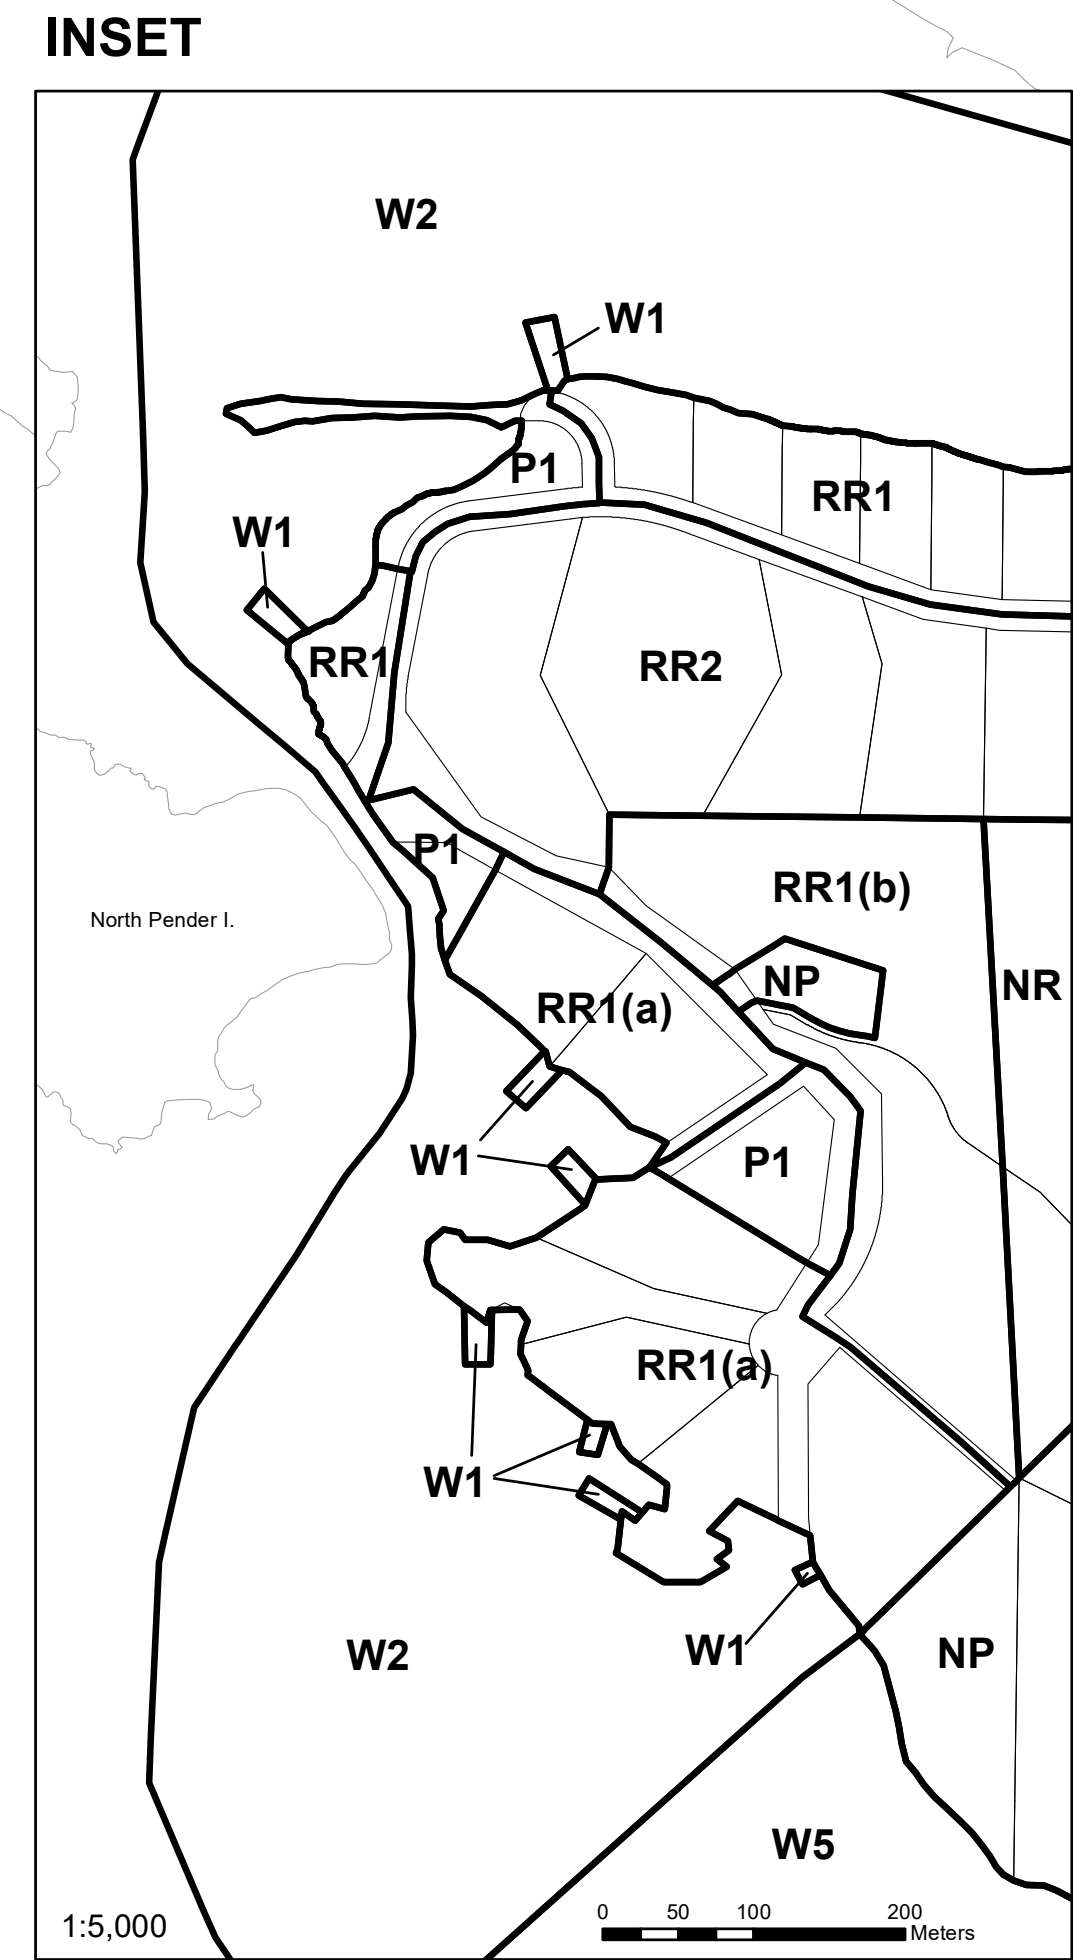 INSET
W2
W1
P1
RR1
W1
RR1
RR2
P1
RR1(b)
North Pender I.
NP
NR
RR1(a)
W1
P1
RR1(a)
W1
W1
W2
NP
W5
0 50 100 200
Meters
1:5,000